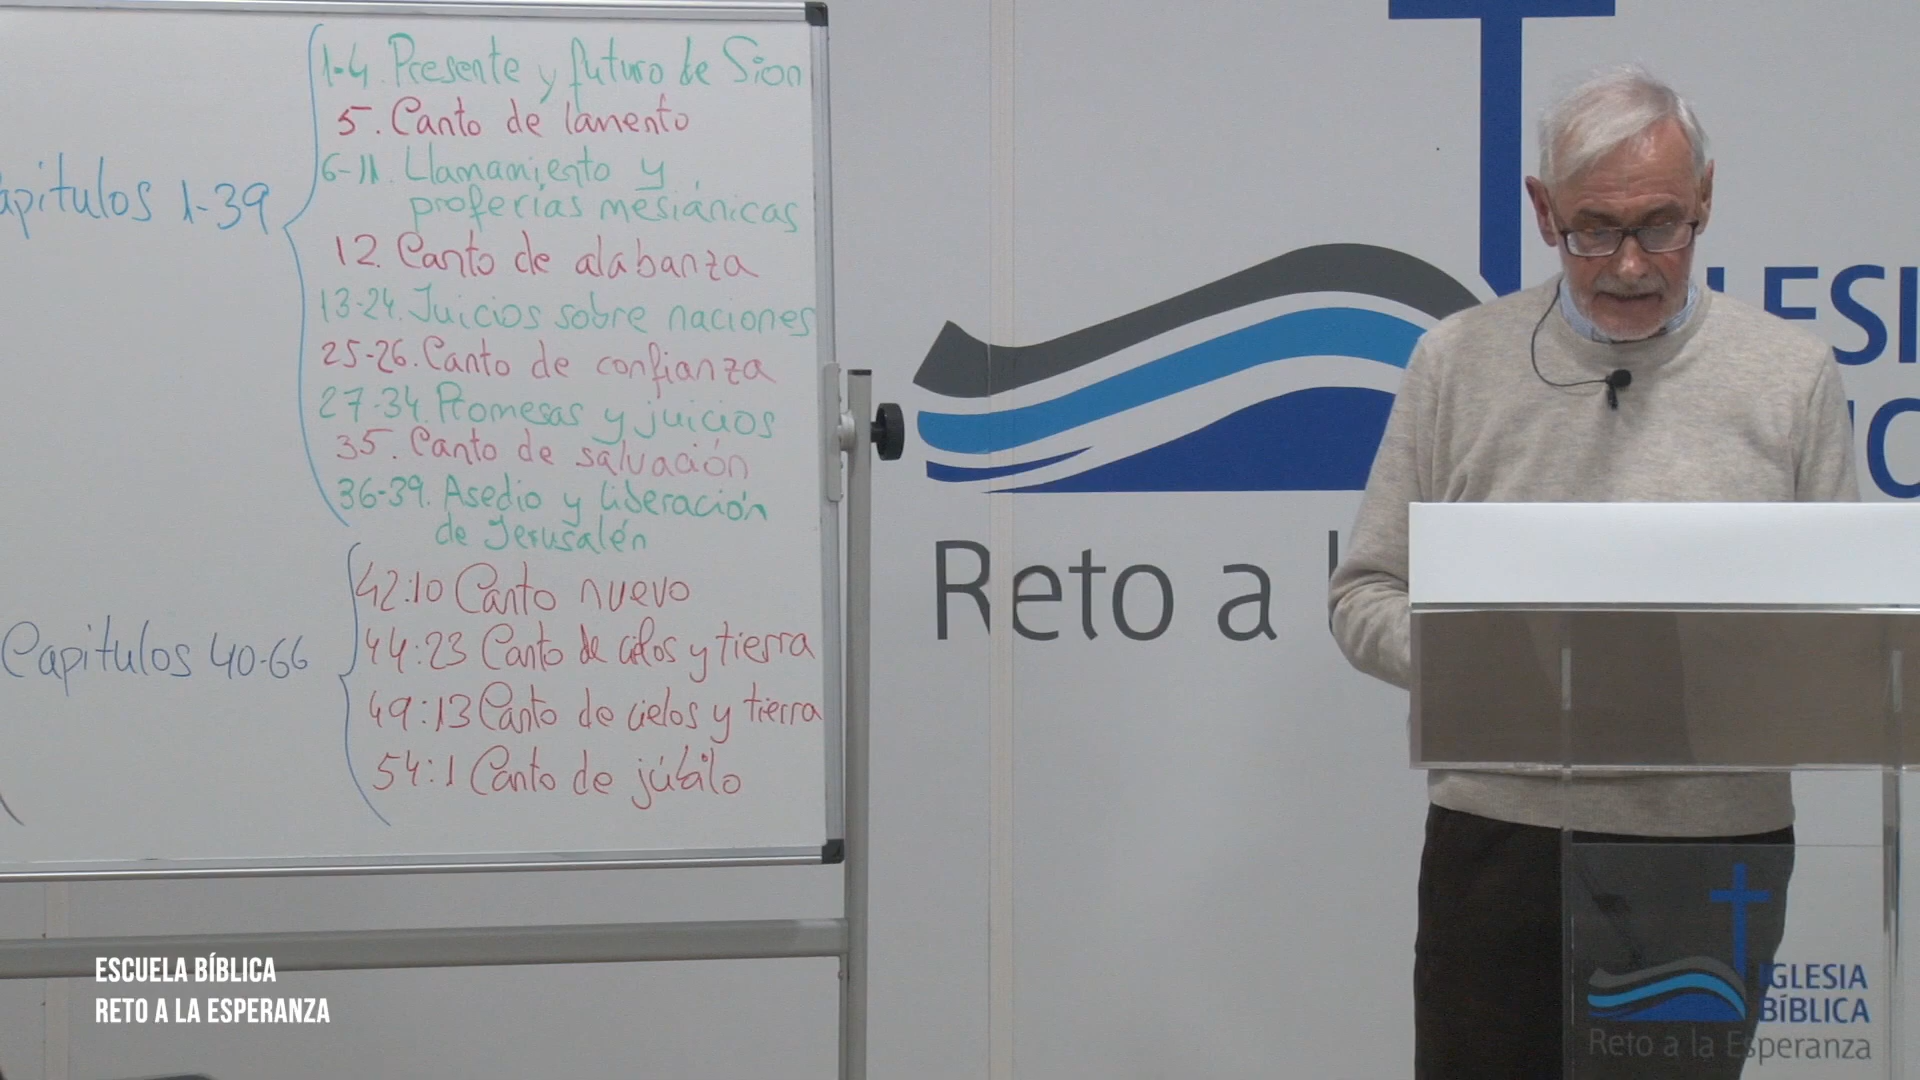 1-4. Presente y futuro de Sion
5. Canto de lamento
6-11. Llamamiento y
profecías mesiánicas
apitulos 1-39
12. Canto de alabanza
13-24. Juicios sobre naciones
25-26. Canto de confianza
27-34. Promesas y juicios
35. Canto de salvación
36-39. Asedio y liberación
de Jerusalén
42:10 Canto nuevo
Capitulos 40-66
44:23 Canto de cielos y tierra
49:13 Canto de cielos y tierra
54:1 Canto de júbilo
Reto a l
ESCUELA BÍBLICA
RETO A LA ESPERANZA
IGLESIA
BÍBLICA
Reto a la Esperanza